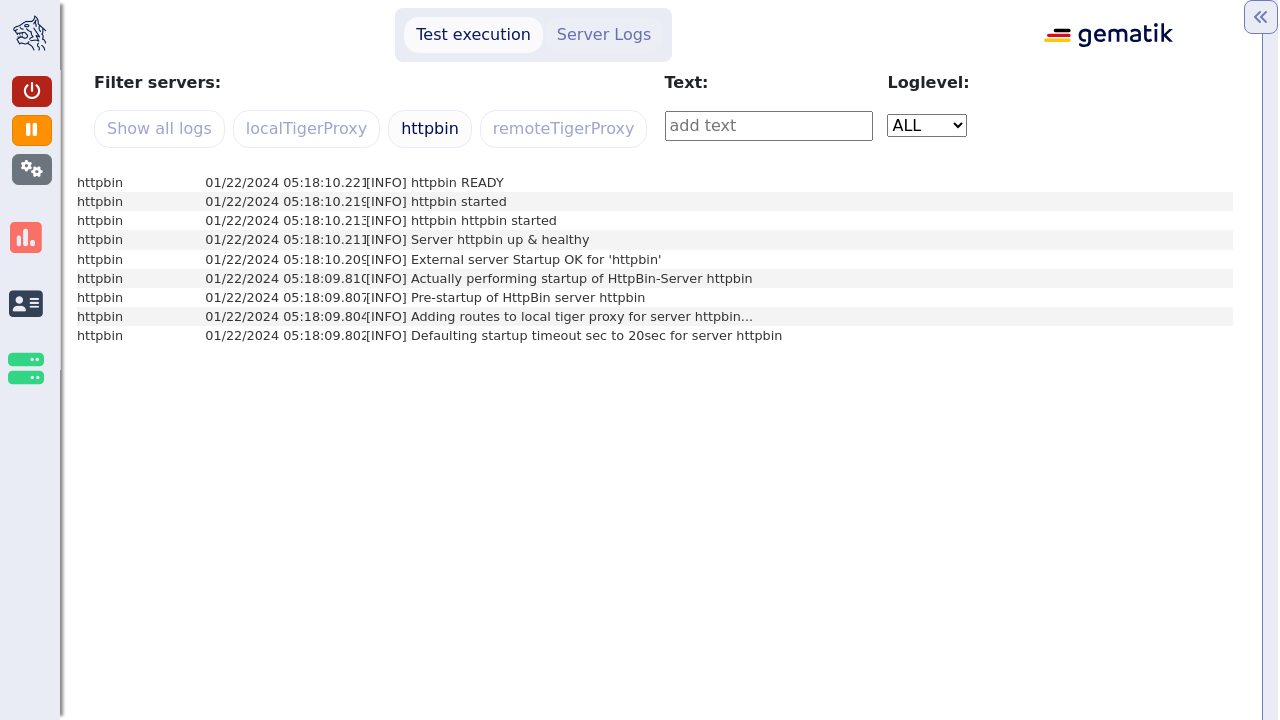 Test execution Server Logs
gematik
Filter servers: Text: Loglevel:
Show all logs localTigerProxy httpbin remoteTigerProxy add text ALL
httpbin 01/22/2024 05:18:10.221 [INFO] httpbin READY
httpbin 01/22/2024 05:18:10.219 [INFO] httpbin started
httpbin 01/22/2024 05:18:10.213 [INFO] httpbin httpbin started
httpbin 01/22/2024 05:18:10.211 [INFO] Server httpbin up & healthy
httpbin 01/22/2024 05:18:10.209 [INFO] External server Startup OK for 'httpbin'
httpbin 01/22/2024 05:18:09.810 [INFO] Actually performing startup of HttpBin-Server httpbin
httpbin 01/22/2024 05:18:09.807 [INFO] Pre-startup of HttpBin server httpbin
httpbin 01/22/2024 05:18:09.804 [INFO] Adding routes to local tiger proxy for server httpbin...
httpbin 01/22/2024 05:18:09.802 [INFO] Defaulting startup timeout sec to 20sec for server httpbin